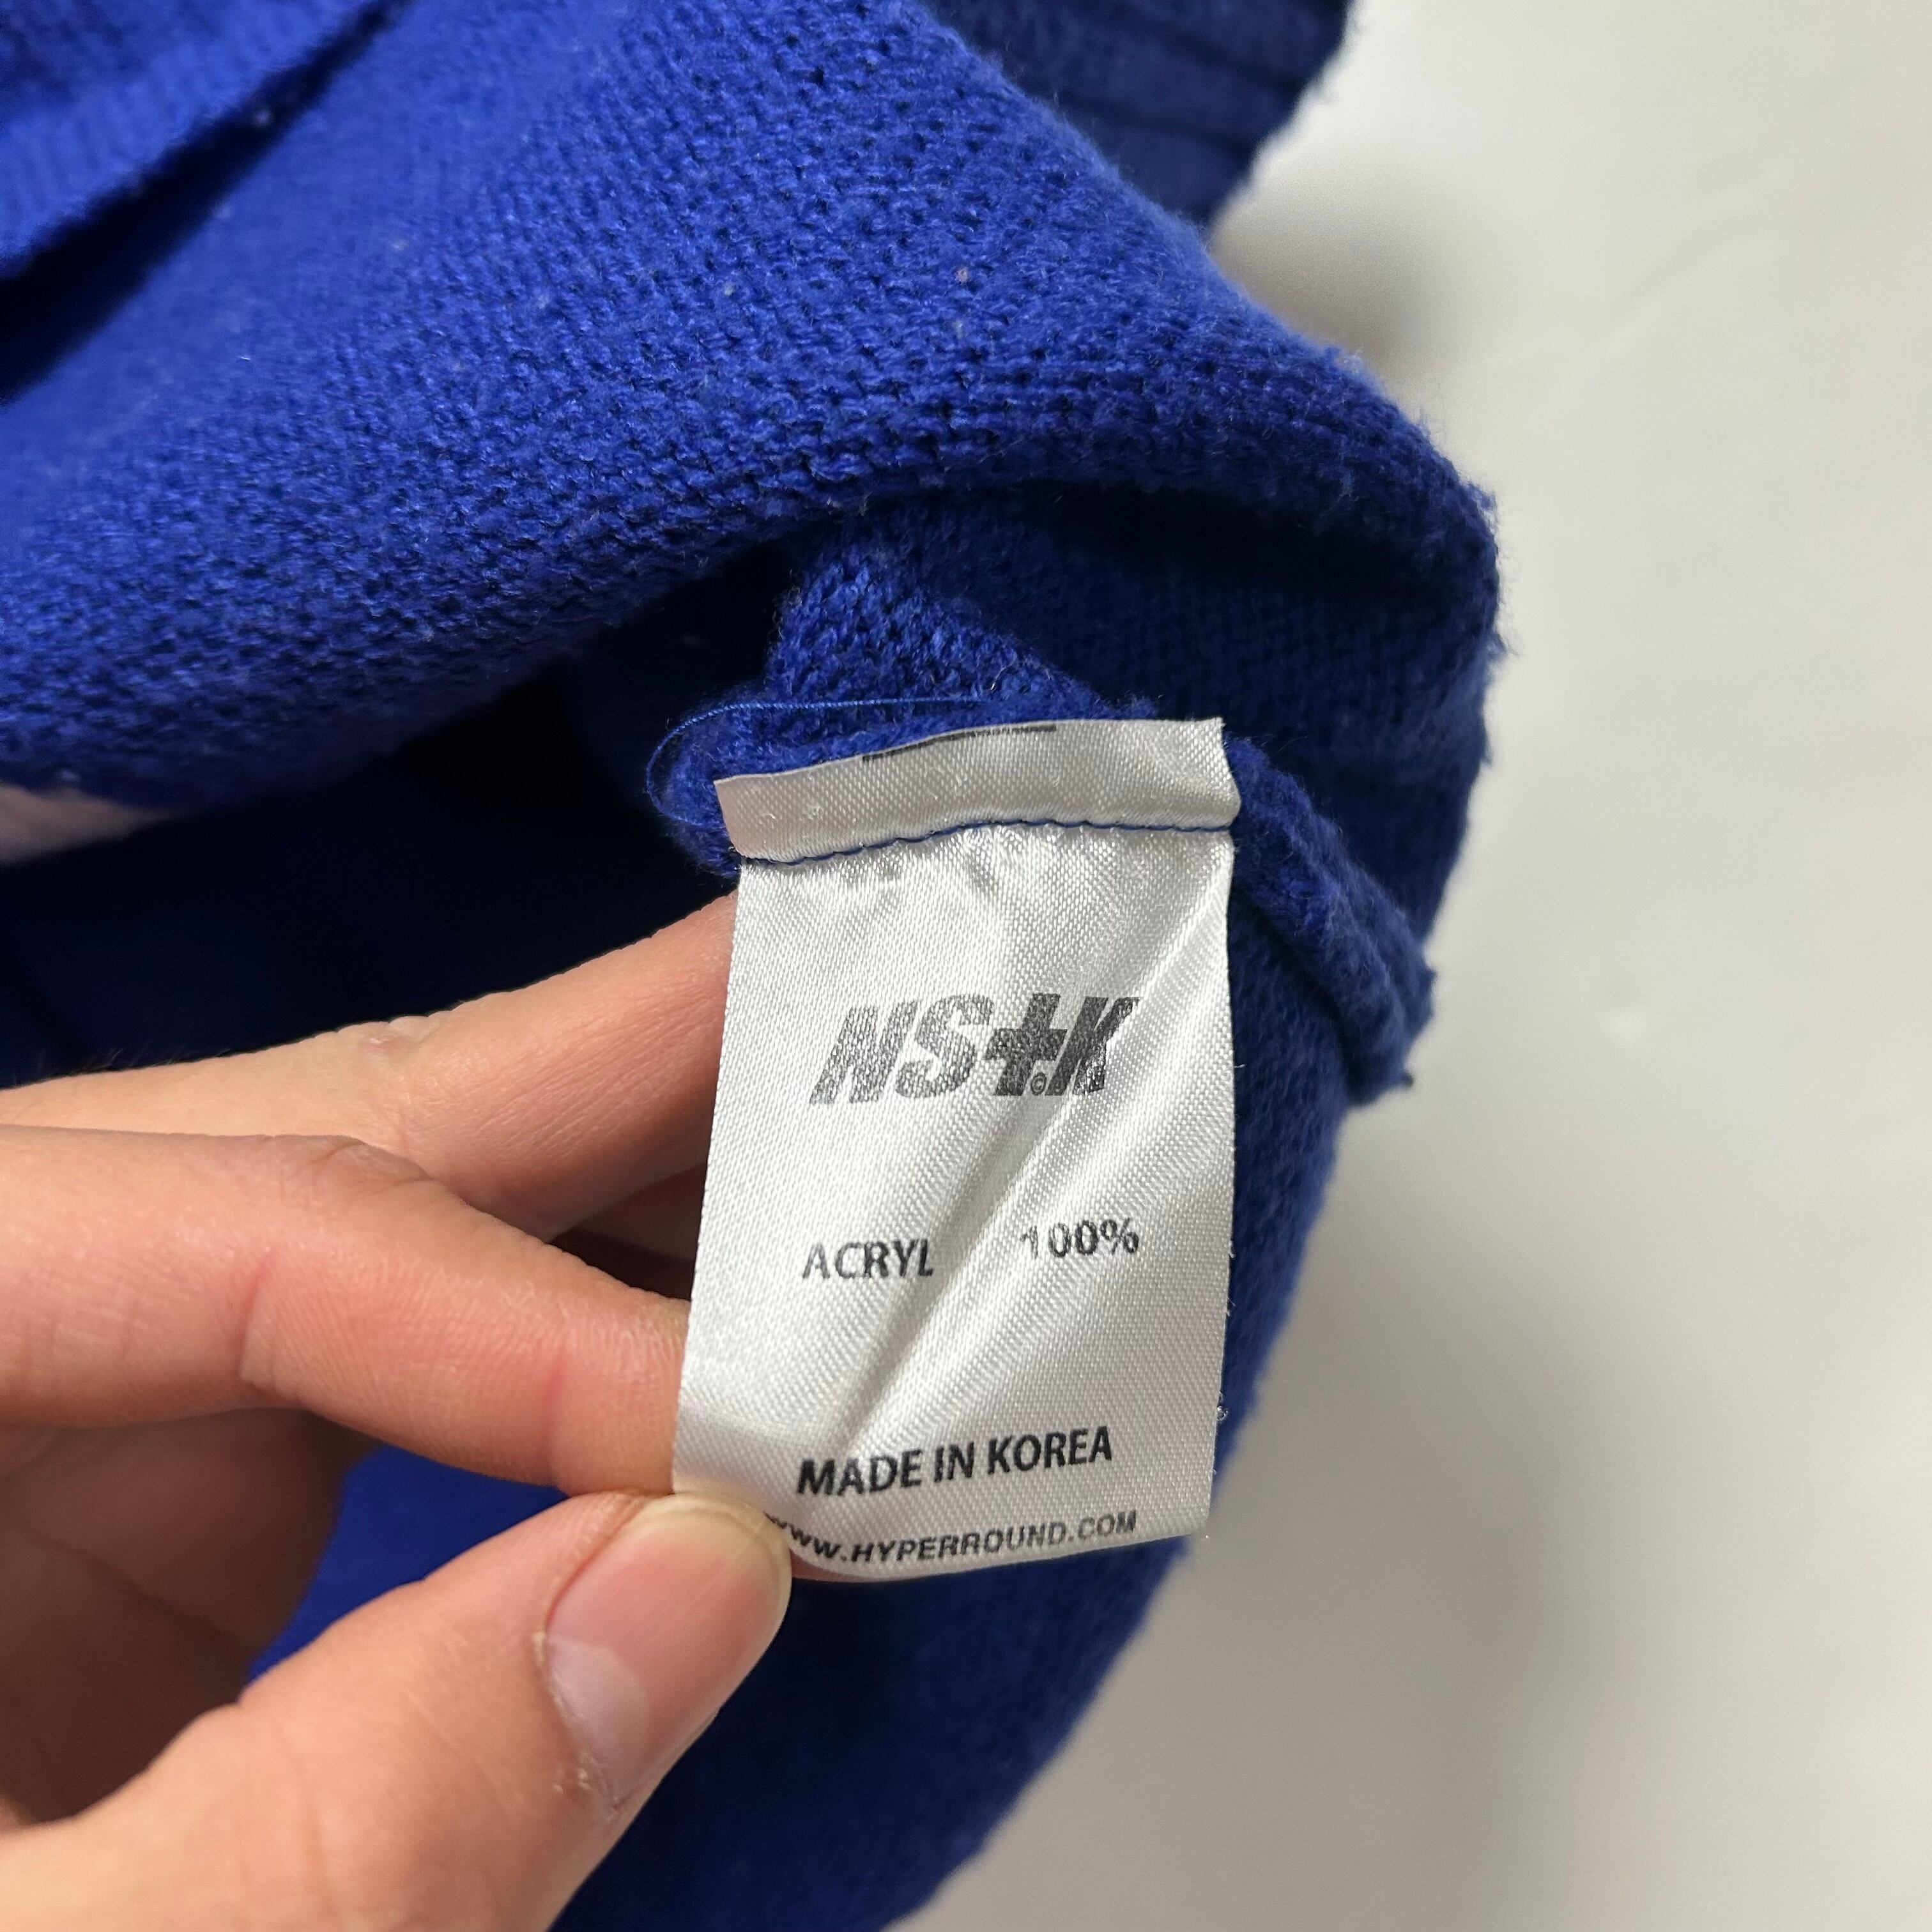 NS+K
©
ACRYL 100%
MADE IN KOREA
WWW.HYPERROUND.COM